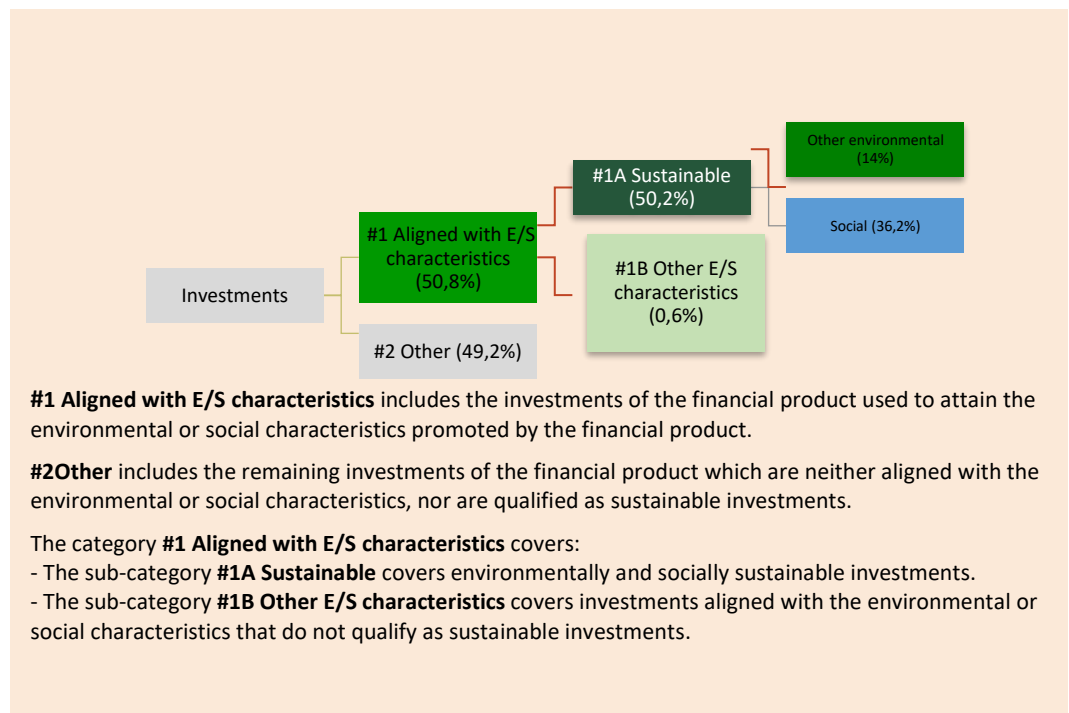 Other environmental
(14%)
#1A Sustainable
(50,2%)
Social (36,2%)
#1 Aligned with E/S
characteristics
(50,8%)
#1B Other E/S
characteristics
(0,6%)
Investments
#2 Other (49,2%)
#1 Aligned with E/S characteristics includes the investments of the financial product used to attain the
environmental or social characteristics promoted by the financial product.
#2Other includes the remaining investments of the financial product which are neither aligned with the
environmental or social characteristics, nor are qualified as sustainable investments.
The category #1 Aligned with E/S characteristics covers:
- The sub-category #1A Sustainable covers environmentally and socially sustainable investments.
- The sub-category #1B Other E/S characteristics covers investments aligned with the environmental or
social characteristics that do not qualify as sustainable investments.